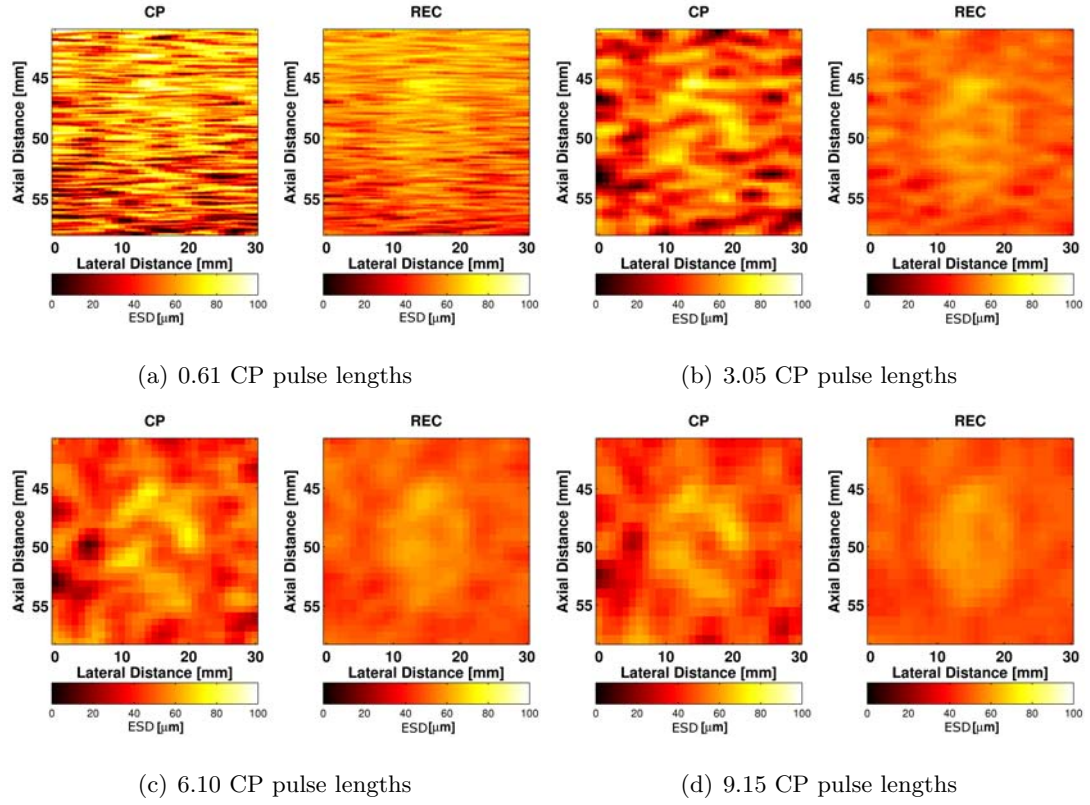 CP
REC
Axial Distance [mm]
45
50
55
0 10 20 30
Lateral Distance [mm]
0 20 40 60 80 100
ESD [μm]
Axial Distance [mm]
45
50
55
0 10 20 30
Lateral Distance [mm]
0 20 40 60 80 100
ESD [μm]
(a) 0.61 CP pulse lengths
CP
REC
Axial Distance [mm]
45
50
55
0 10 20 30
Lateral Distance [mm]
0 20 40 60 80 100
ESD [μm]
Axial Distance [mm]
45
50
55
0 10 20 30
Lateral Distance [mm]
0 20 40 60 80 100
ESD [μm]
(b) 3.05 CP pulse lengths
CP
REC
Axial Distance [mm]
45
50
55
0 10 20 30
Lateral Distance [mm]
0 20 40 60 80 100
ESD [μm]
Axial Distance [mm]
45
50
55
0 10 20 30
Lateral Distance [mm]
0 20 40 60 80 100
ESD [μm]
(c) 6.10 CP pulse lengths
CP
REC
Axial Distance [mm]
45
50
55
0 10 20 30
Lateral Distance [mm]
0 20 40 60 80 100
ESD [μm]
Axial Distance [mm]
45
50
55
0 10 20 30
Lateral Distance [mm]
0 20 40 60 80 100
ESD [μm]
(d) 9.15 CP pulse lengths